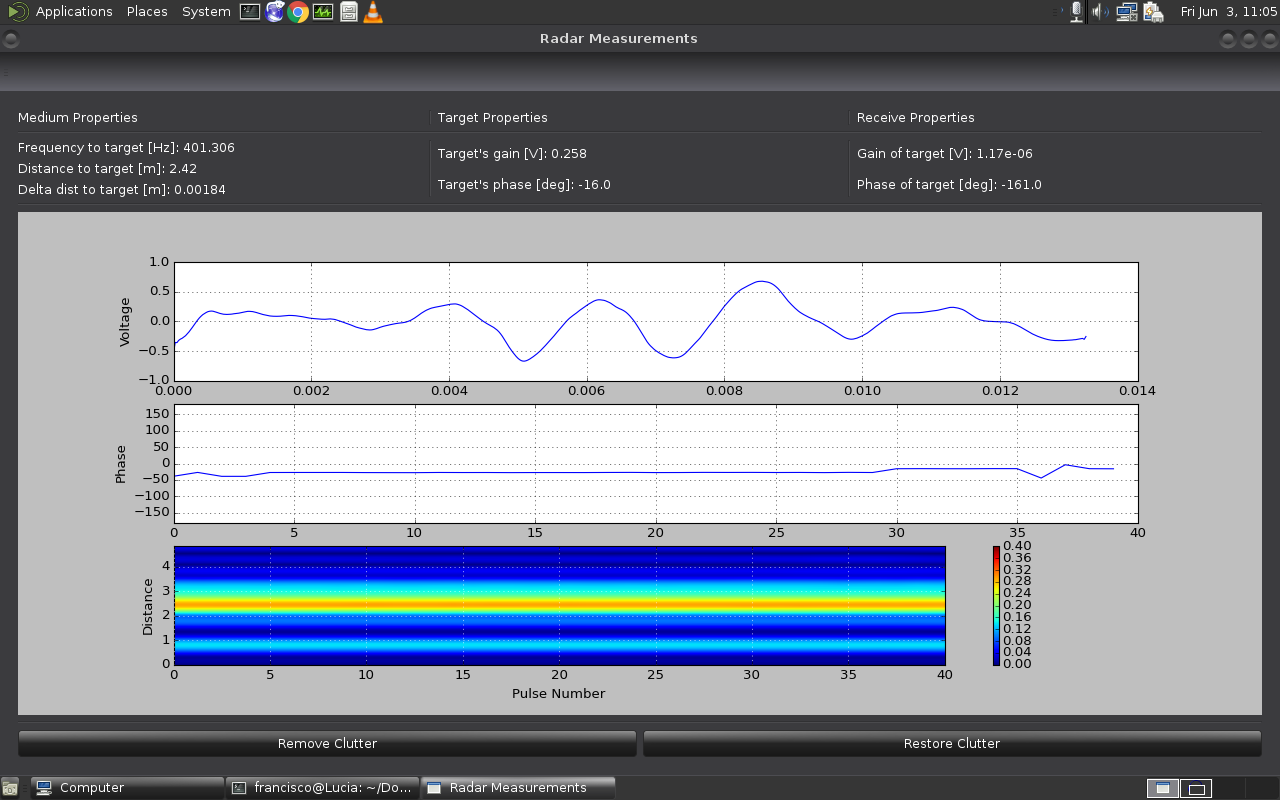 Applications Places System Fri Jun 3, 11:05
Radar Measurements
Medium Properties Target Properties Receive Properties
Frequency to target [Hz]: 401.306
Distance to target [m]: 2.42
Delta dist to target [m]: 0.00184
Target's gain [V]: 0.258
Target's phase [deg]: -16.0
Gain of target [V]: 1.17e-06
Phase of target [deg]: -161.0
Voltage
1.0
0.5
0.0
−0.5
−1.0
0.000 0.002 0.004 0.006 0.008 0.010 0.012 0.014
Phase
150
100
50
0
−50
−100
−150
0 5 10 15 20 25 30 35 40
Distance
4
3
2
1
0
0 5 10 15 20 25 30 35 40
Pulse Number
0.40
0.36
0.32
0.28
0.24
0.20
0.16
0.12
0.08
0.04
0.00
Remove Clutter Restore Clutter
Computer francisco@Lucia: ~/Do... Radar Measurements